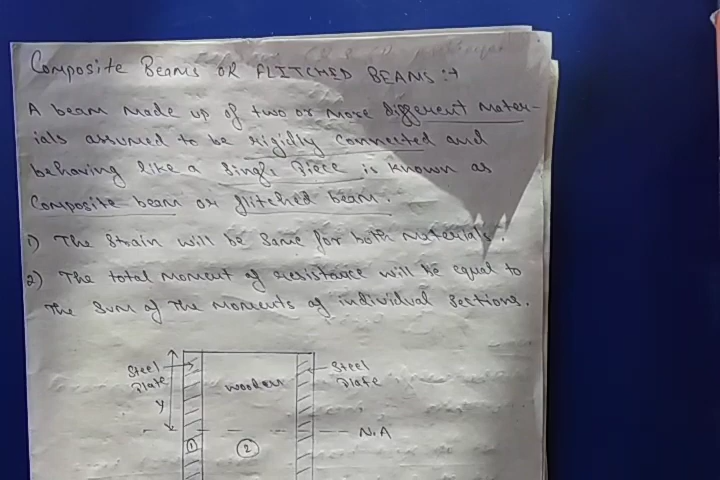 Composite Beams OR FLITCHED BEAMS :→
A beam made up of two or more different mater-
ials assumed to be rigidly connected and
behaving like a single piece is known as
Composite beam or flitched beam.
1) The Strain will be same for both materials.
2) The total moment of resistance will be equal to
the sum of the moments of individual sections.
Steel
Plate
wooden
Steel
Plate
y
N.A
1
2